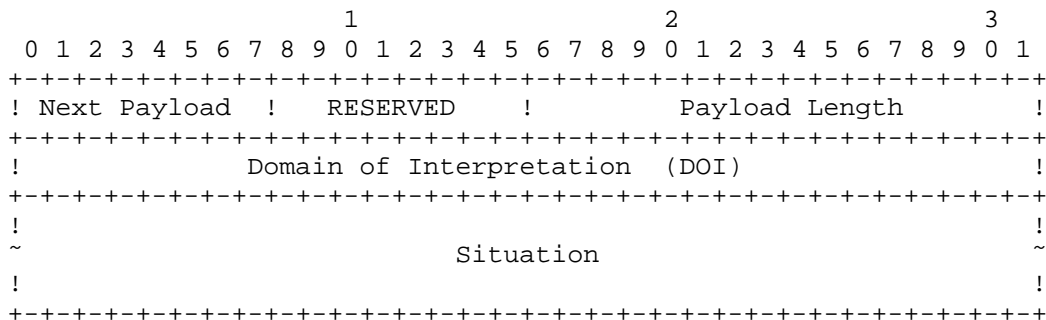 1                   2                   3
 0 1 2 3 4 5 6 7 8 9 0 1 2 3 4 5 6 7 8 9 0 1 2 3 4 5 6 7 8 9 0 1
+-+-+-+-+-+-+-+-+-+-+-+-+-+-+-+-+-+-+-+-+-+-+-+-+-+-+-+-+-+-+-+-+
! Next Payload  !   RESERVED    !         Payload Length        !
+-+-+-+-+-+-+-+-+-+-+-+-+-+-+-+-+-+-+-+-+-+-+-+-+-+-+-+-+-+-+-+-+
!              Domain of Interpretation  (DOI)                  !
+-+-+-+-+-+-+-+-+-+-+-+-+-+-+-+-+-+-+-+-+-+-+-+-+-+-+-+-+-+-+-+-+
!                                                               !
~                           Situation                           ~
!                                                               !
+-+-+-+-+-+-+-+-+-+-+-+-+-+-+-+-+-+-+-+-+-+-+-+-+-+-+-+-+-+-+-+-+